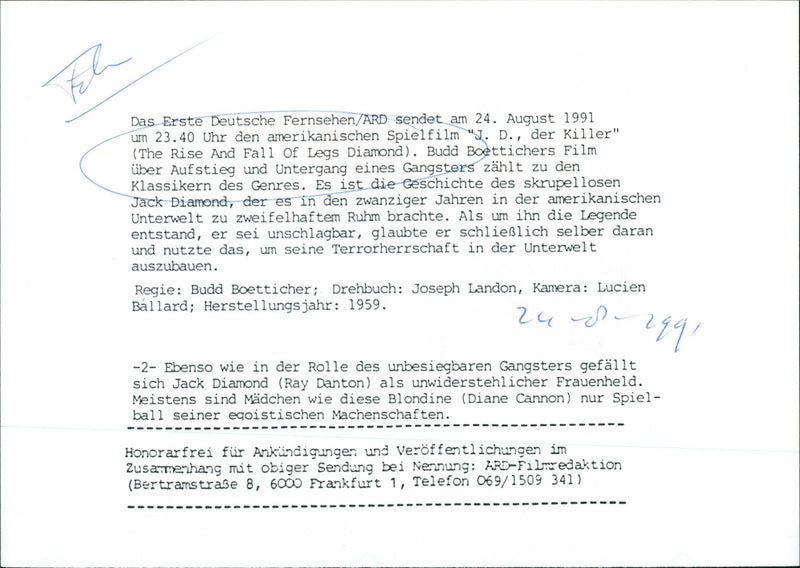 Das Erste Deutsche Fernsehen/ARD sendet am 24. August 1991
um 23.40 Uhr den amerikanischen Spielfilm "J. D., der Killer"
(The Rise And Fall Of Legs Diamond). Budd Boettichers Film
über Aufstieg und Untergang eines Gangsters zählt zu den
Klassikern des Genres. Es ist die Geschichte des skrupellosen
Jack Diamond, der es in den zwanziger Jahren in der amerikanischen
Unterwelt zu zweifelhaftem Ruhm brachte. Als um ihn die Legende
entstand, er sei unschlagbar, glaubte er schließlich selber daran
und nutzte das, um seine Terrorherrschaft in der Unterwelt
auszubauen.
Regie: Budd Boetticher; Drehbuch: Joseph Landon, Kamera: Lucien
Ballard; Herstellungsjahr: 1959.
-2- Ebenso wie in der Rolle des unbesiegbaren Gangsters gefällt
sich Jack Diamond (Ray Danton) als unwiderstehlicher Frauenheld.
Meistens sind Mädchen wie diese Blondine (Diane Cannon) nur Spiel-
ball seiner egoistischen Machenschaften.
Honorarfrei für Ankündigungen und Veröffentlichungen im
Zusammenhang mit obiger Sendung bei Nennung: ARD-Filmredaktion
(Bertramstraße 8, 6000 Frankfurt 1, Telefon 069/1509 341)